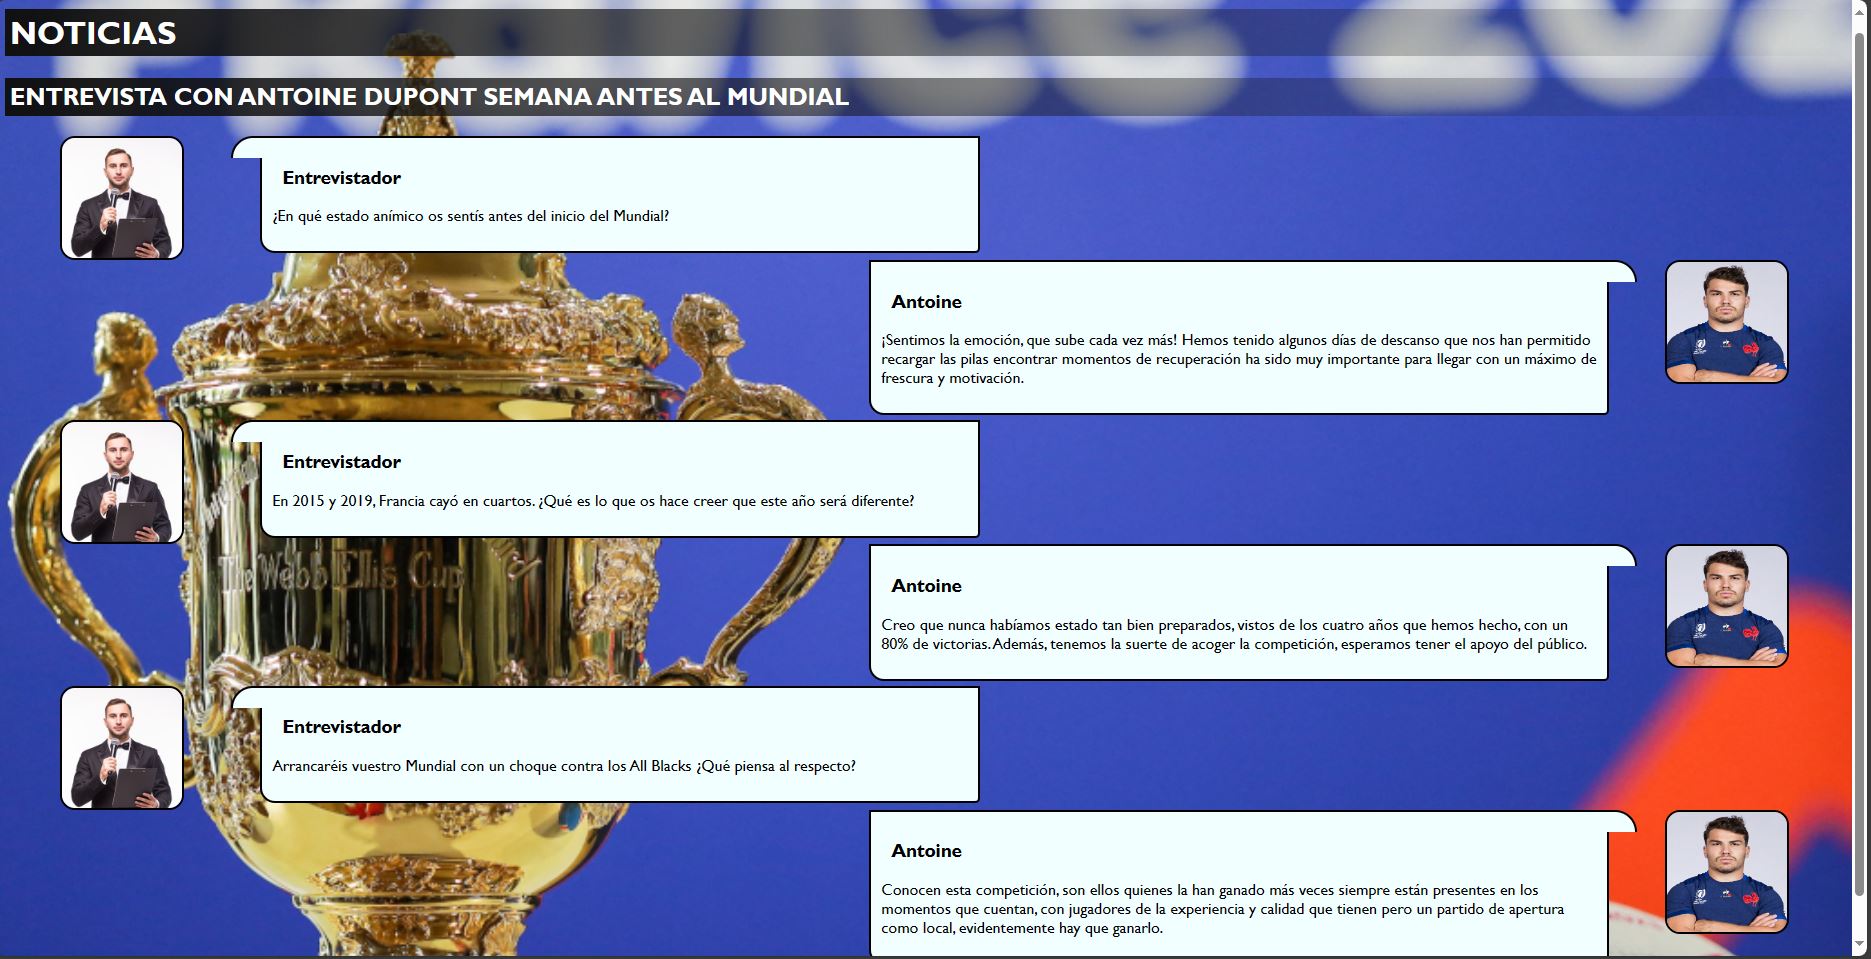 NOTICIAS
ENTREVISTA CON ANTOINE DUPONT SEMANA ANTES AL MUNDIAL
Entrevistador
¿En qué estado anímico os sentís antes del inicio del Mundial?
Antoine
¡Sentimos la emoción, que sube cada vez más! Hemos tenido algunos días de descanso que nos han permitido
recargar las pilas encontrar momentos de recuperación ha sido muy importante para llegar con un máximo de
frescura y motivación.
Entrevistador
En 2015 y 2019, Francia cayó en cuartos. ¿Qué es lo que os hace creer que este año será diferente?
The Webb Ellis Cup
Antoine
Creo que nunca habíamos estado tan bien preparados, vistos de los cuatro años que hemos hecho, con un
80% de victorias. Además, tenemos la suerte de acoger la competición, esperamos tener el apoyo del público.
Entrevistador
Arrancaréis vuestro Mundial con un choque contra los All Blacks ¿Qué piensa al respecto?
Antoine
Conocen esta competición, son ellos quienes la han ganado más veces siempre están presentes en los
momentos que cuentan, con jugadores de la experiencia y calidad que tienen pero un partido de apertura
como local, evidentemente hay que ganarlo.